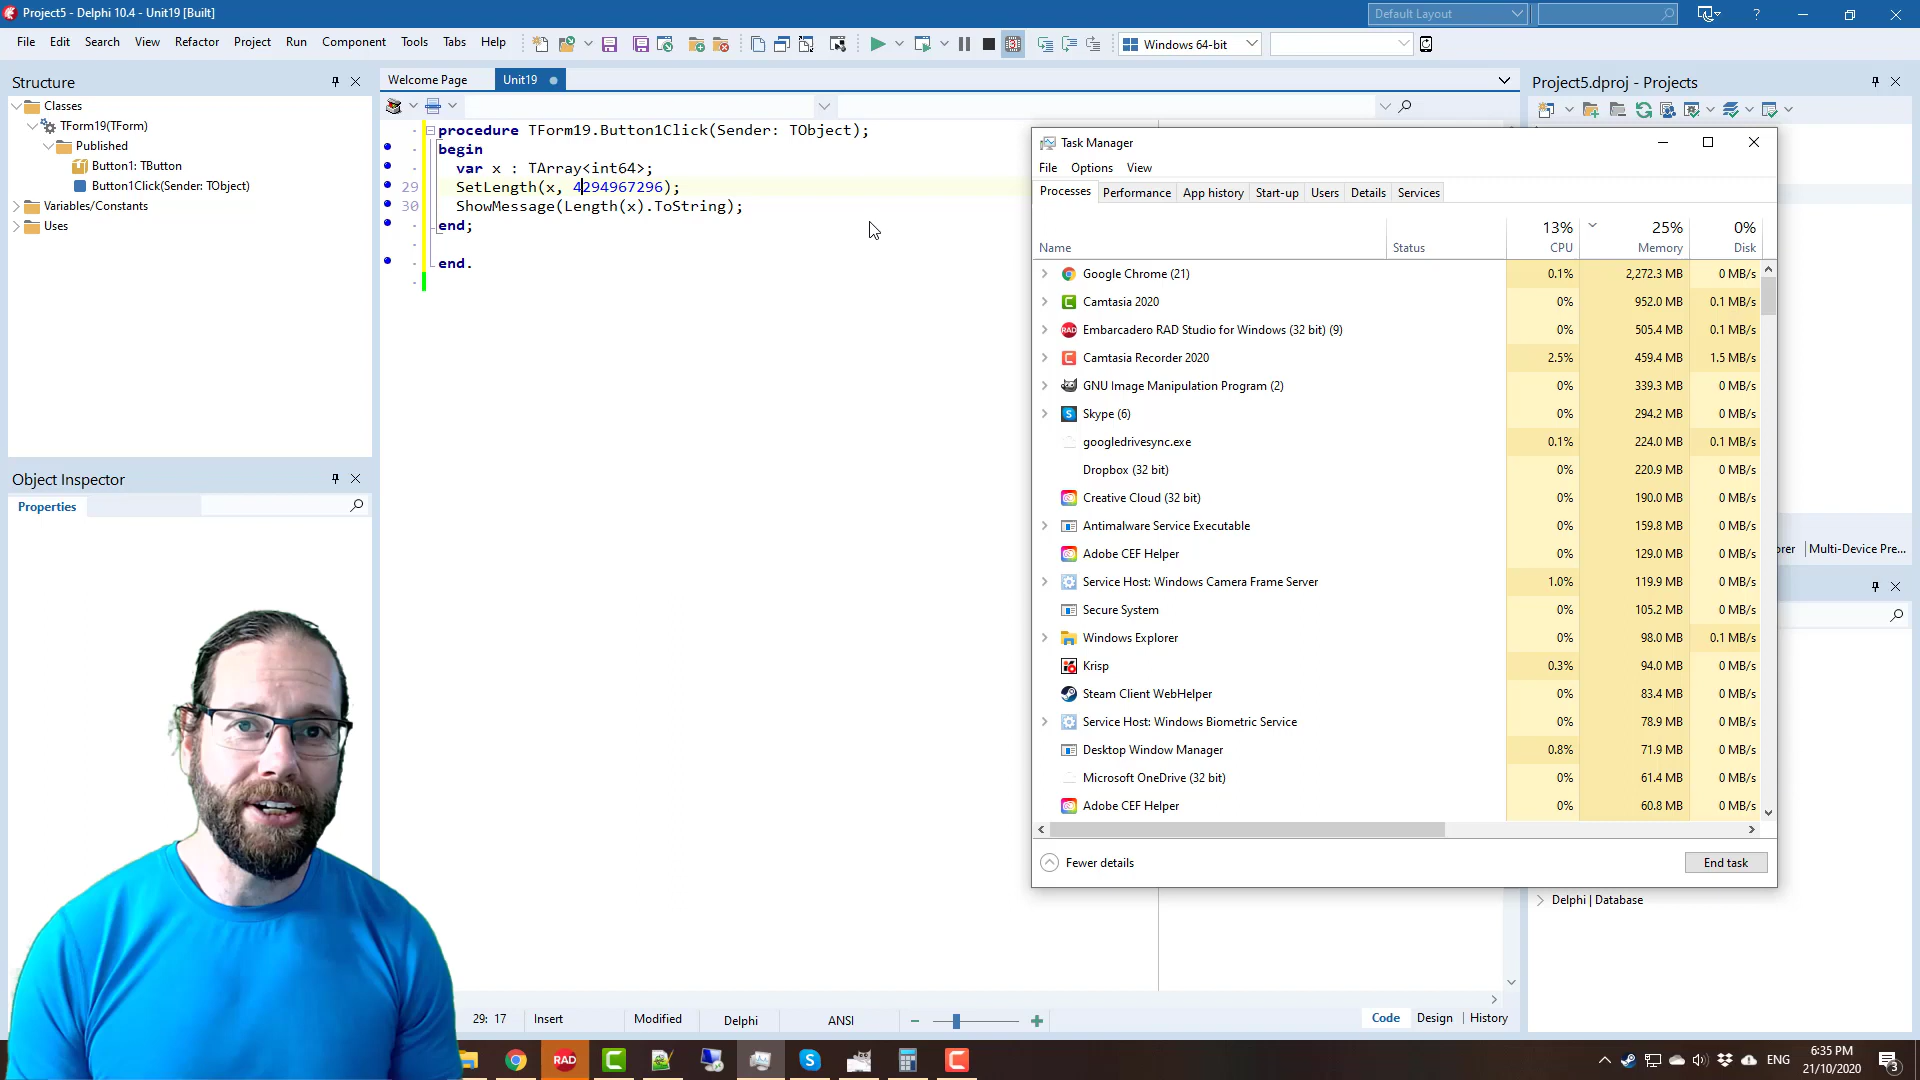 Project5 - Delphi 10.4 - Unit19 [Built]
Default Layout
File Edit Search View Refactor Project Run Component Tools Tabs Help
Windows 64-bit
Structure
Classes
TForm19(TForm)
Published
Button1: TButton
Button1Click(Sender: TObject)
Variables/Constants
Uses
Object Inspector
Properties
Welcome Page
Unit19
procedure TForm19.Button1Click(Sender: TObject);
begin
var x : TArray<int64>;
29 SetLength(x, 4294967296);
30 ShowMessage(Length(x).ToString);
end;
end.
29: 17 Insert Modified Delphi ANSI
Code Design History
Project5.dproj - Projects
Multi-Device Pre...
Delphi | Database
Task Manager
File Options View
Processes Performance App history Start-up Users Details Services
13% 25% 0%
Name Status CPU Memory Disk
Google Chrome (21) 0.1% 2,272.3 MB 0 MB/s
Camtasia 2020 0% 952.0 MB 0.1 MB/s
RAD Embarcadero RAD Studio for Windows (32 bit) (9) 0% 505.4 MB 0.1 MB/s
Camtasia Recorder 2020 2.5% 459.4 MB 1.5 MB/s
GNU Image Manipulation Program (2) 0% 339.3 MB 0 MB/s
Skype (6) 0% 294.2 MB 0 MB/s
googledrivesync.exe 0.1% 224.0 MB 0.1 MB/s
Dropbox (32 bit) 0% 220.9 MB 0 MB/s
Creative Cloud (32 bit) 0% 190.0 MB 0 MB/s
Antimalware Service Executable 0% 159.8 MB 0 MB/s
Adobe CEF Helper 0% 129.0 MB 0 MB/s
Service Host: Windows Camera Frame Server 1.0% 119.9 MB 0 MB/s
Secure System 0% 105.2 MB 0 MB/s
Windows Explorer 0% 98.0 MB 0.1 MB/s
Krisp 0.3% 94.0 MB 0 MB/s
Steam Client WebHelper 0% 83.4 MB 0 MB/s
Service Host: Windows Biometric Service 0% 78.9 MB 0 MB/s
Desktop Window Manager 0.8% 71.9 MB 0 MB/s
Microsoft OneDrive (32 bit) 0% 61.4 MB 0 MB/s
Adobe CEF Helper 0% 60.8 MB 0 MB/s
Fewer details
End task
RAD
ENG
6:35 PM
21/10/2020
3